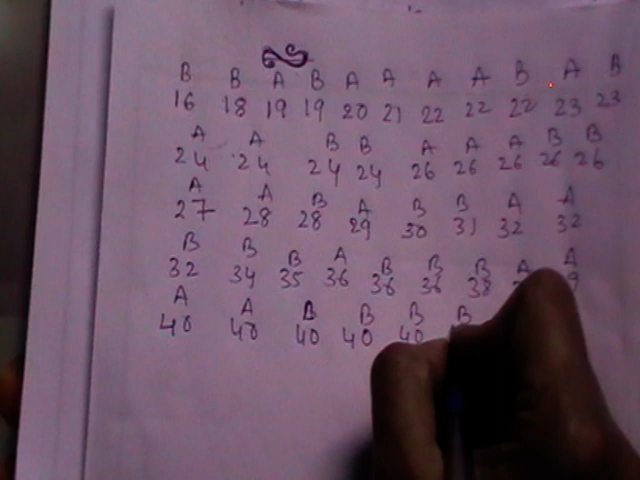 B B A B A A A A B A B
16 18 19 19 20 21 22 22 22 23 23
A A B B A A A B B
24 24 24 24 26 26 26 26 26
A A B A B B A A
27 28 28 29 30 31 32 32
B B B A B B B A A
32 34 35 36 36 36 38
A A B B B
40 40 40 40 40